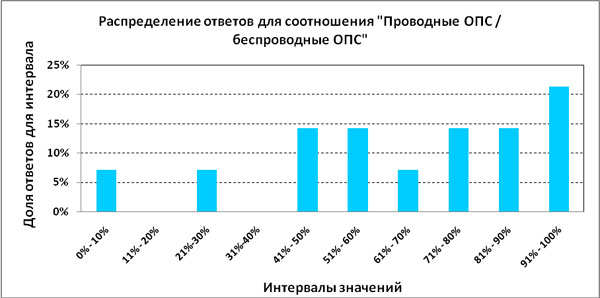 Распределение ответов для соотношения "Проводные ОПС /
беспроводные ОПС"
Доля ответов для интервала
25%
20%
15%
10%
5%
0%
0% - 10%
11% - 20%
21%-30%
31%-40%
41% - 50%
51% - 60%
61% - 70%
71% - 80%
81% - 90%
91% - 100%
Интервалы значений